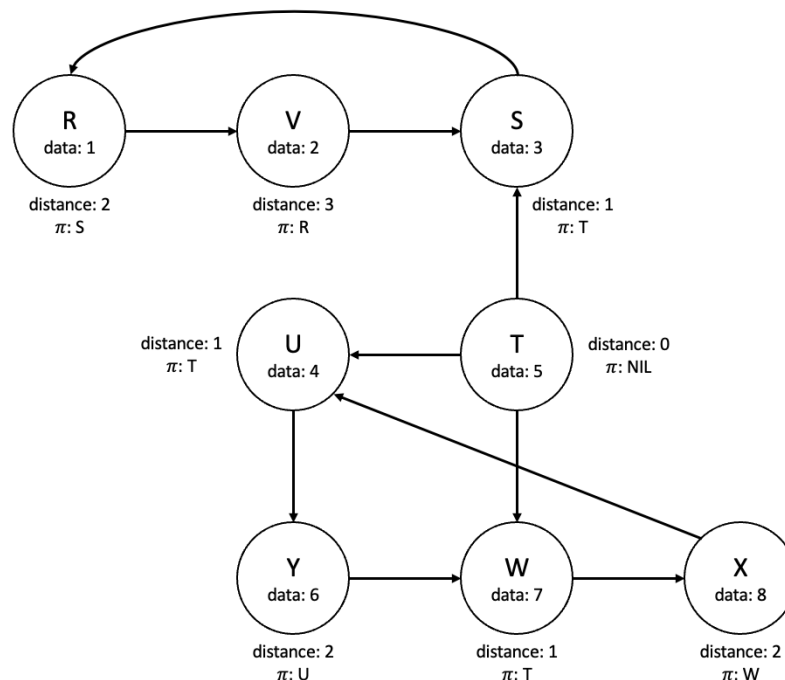 R
data: 1
V
data: 2
S
data: 3
distance: 2
π: S
distance: 3
π: R
distance: 1
π: T
distance: 1
π: T
U
data: 4
T
data: 5
distance: 0
π: NIL
Y
data: 6
W
data: 7
X
data: 8
distance: 2
π: U
distance: 1
π: T
distance: 2
π: W